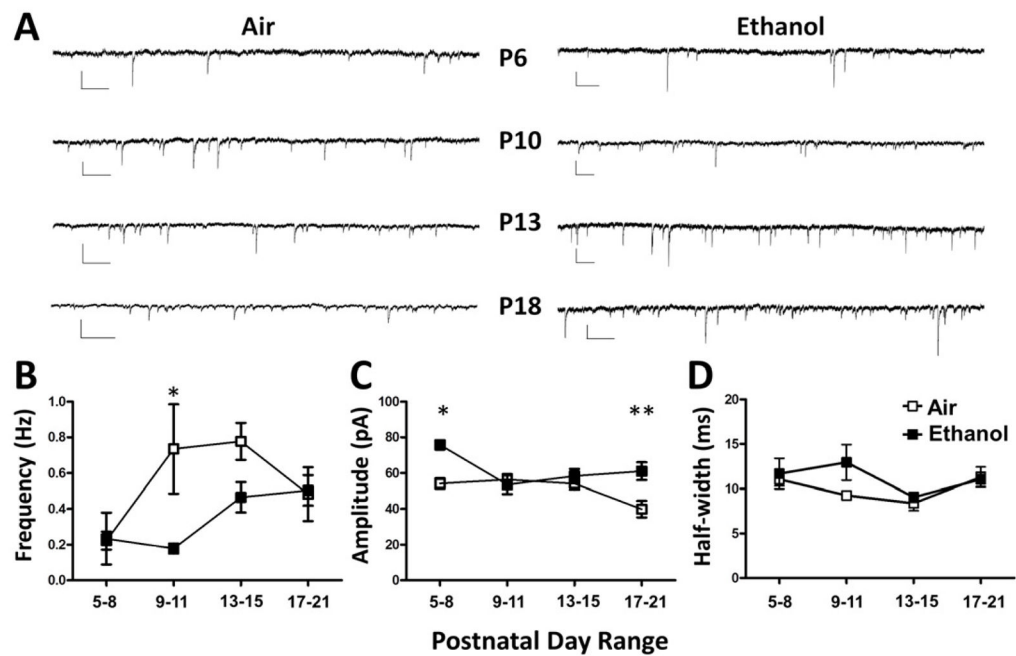 A
Air
Ethanol
P6
P10
P13
P18
B
Frequency (Hz)
1.0
0.8
0.6
0.4
0.2
0.0
*
5-8
9-11
13-15
17-21
C
Amplitude (pA)
100
80
60
40
20
0
*
**
5-8
9-11
13-15
17-21
D
Half-width (ms)
20
15
10
5
0
Air
Ethanol
5-8
9-11
13-15
17-21
Postnatal Day Range